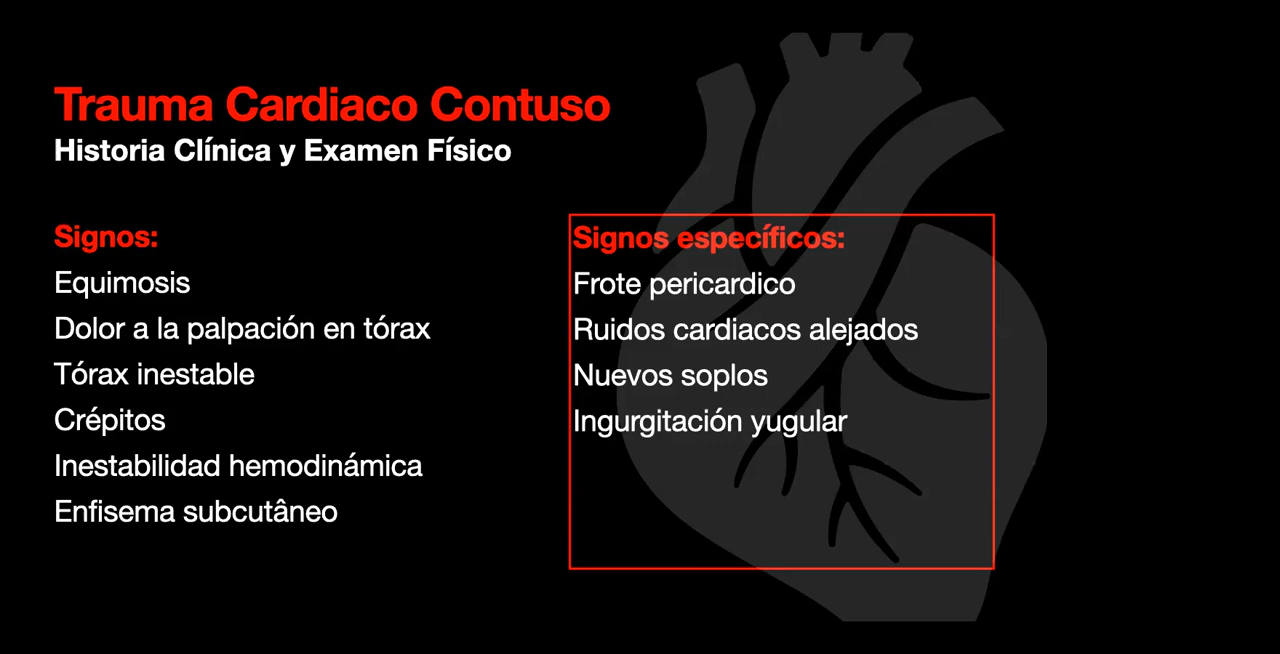 Trauma Cardiaco Contuso
Historia Clínica y Examen Físico
Signos:
Equimosis
Dolor a la palpación en tórax
Tórax inestable
Crépitos
Inestabilidad hemodinámica
Enfisema subcutâneo
Signos específicos:
Frote pericardico
Ruidos cardiacos alejados
Nuevos soplos
Ingurgitación yugular